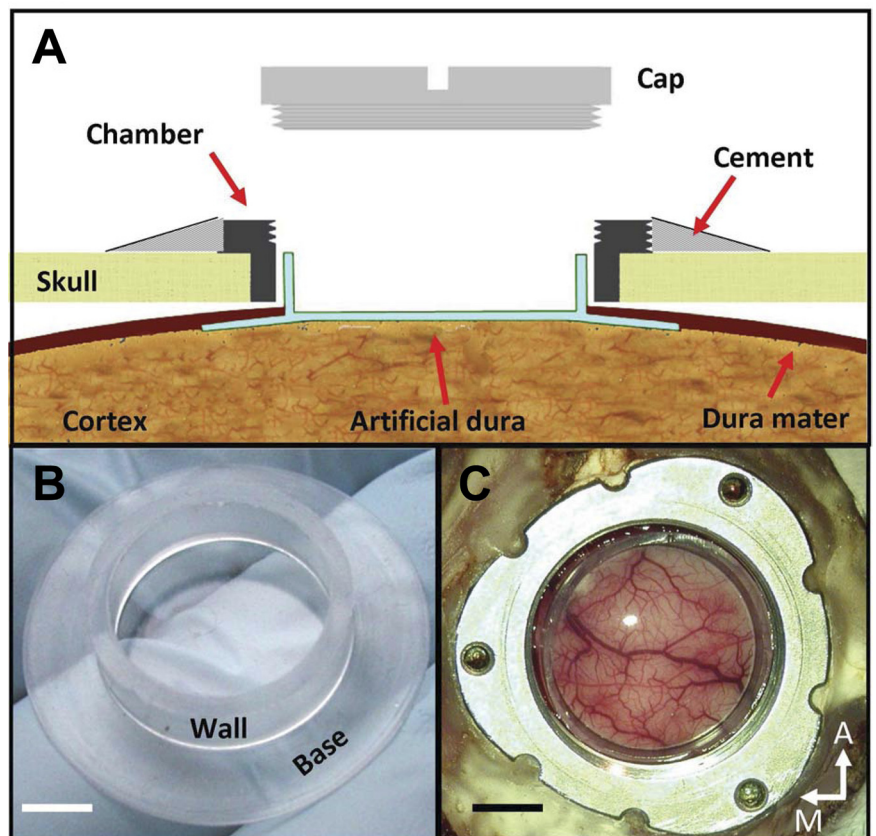 A
Cap
Chamber
Cement
Skull
Cortex
Artificial dura
Dura mater
B
Wall
Base
C
A
M